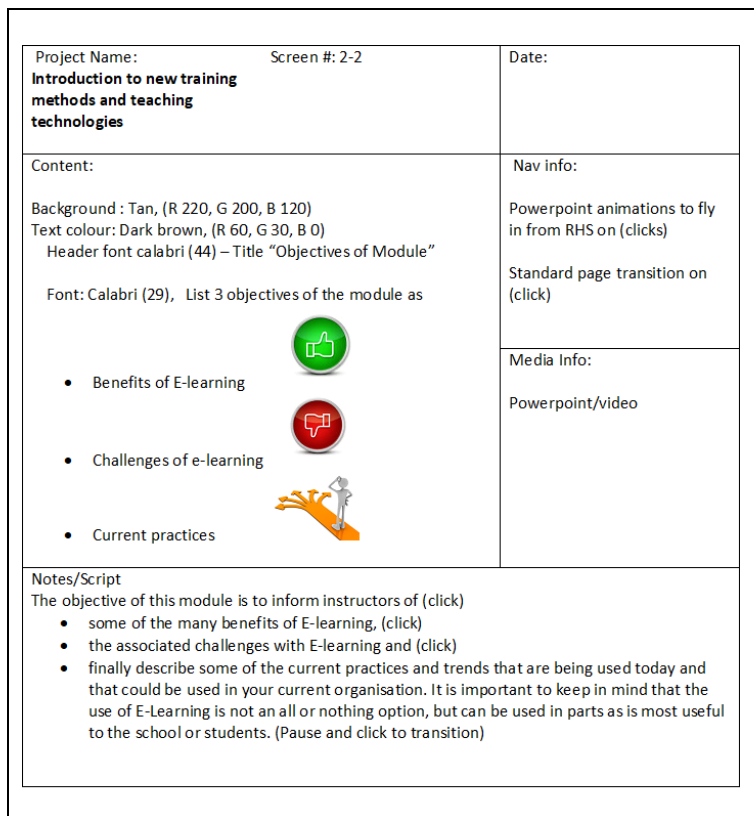 Project Name: Screen #: 2-2
Introduction to new training
methods and teaching
technologies
Date:
Content:
Background : Tan, (R 220, G 200, B 120)
Text colour: Dark brown, (R 60, G 30, B 0)
Header font calabri (44) – Title “Objectives of Module”
Font: Calabri (29), List 3 objectives of the module as
• Benefits of E-learning
• Challenges of e-learning
• Current practices
Nav info:
Powerpoint animations to fly
in from RHS on (clicks)
Standard page transition on
(click)
Media Info:
Powerpoint/video
Notes/Script
The objective of this module is to inform instructors of (click)
• some of the many benefits of E-learning, (click)
• the associated challenges with E-learning and (click)
• finally describe some of the current practices and trends that are being used today and
that could be used in your current organisation. It is important to keep in mind that the
use of E-Learning is not an all or nothing option, but can be used in parts as is most useful
to the school or students. (Pause and click to transition)